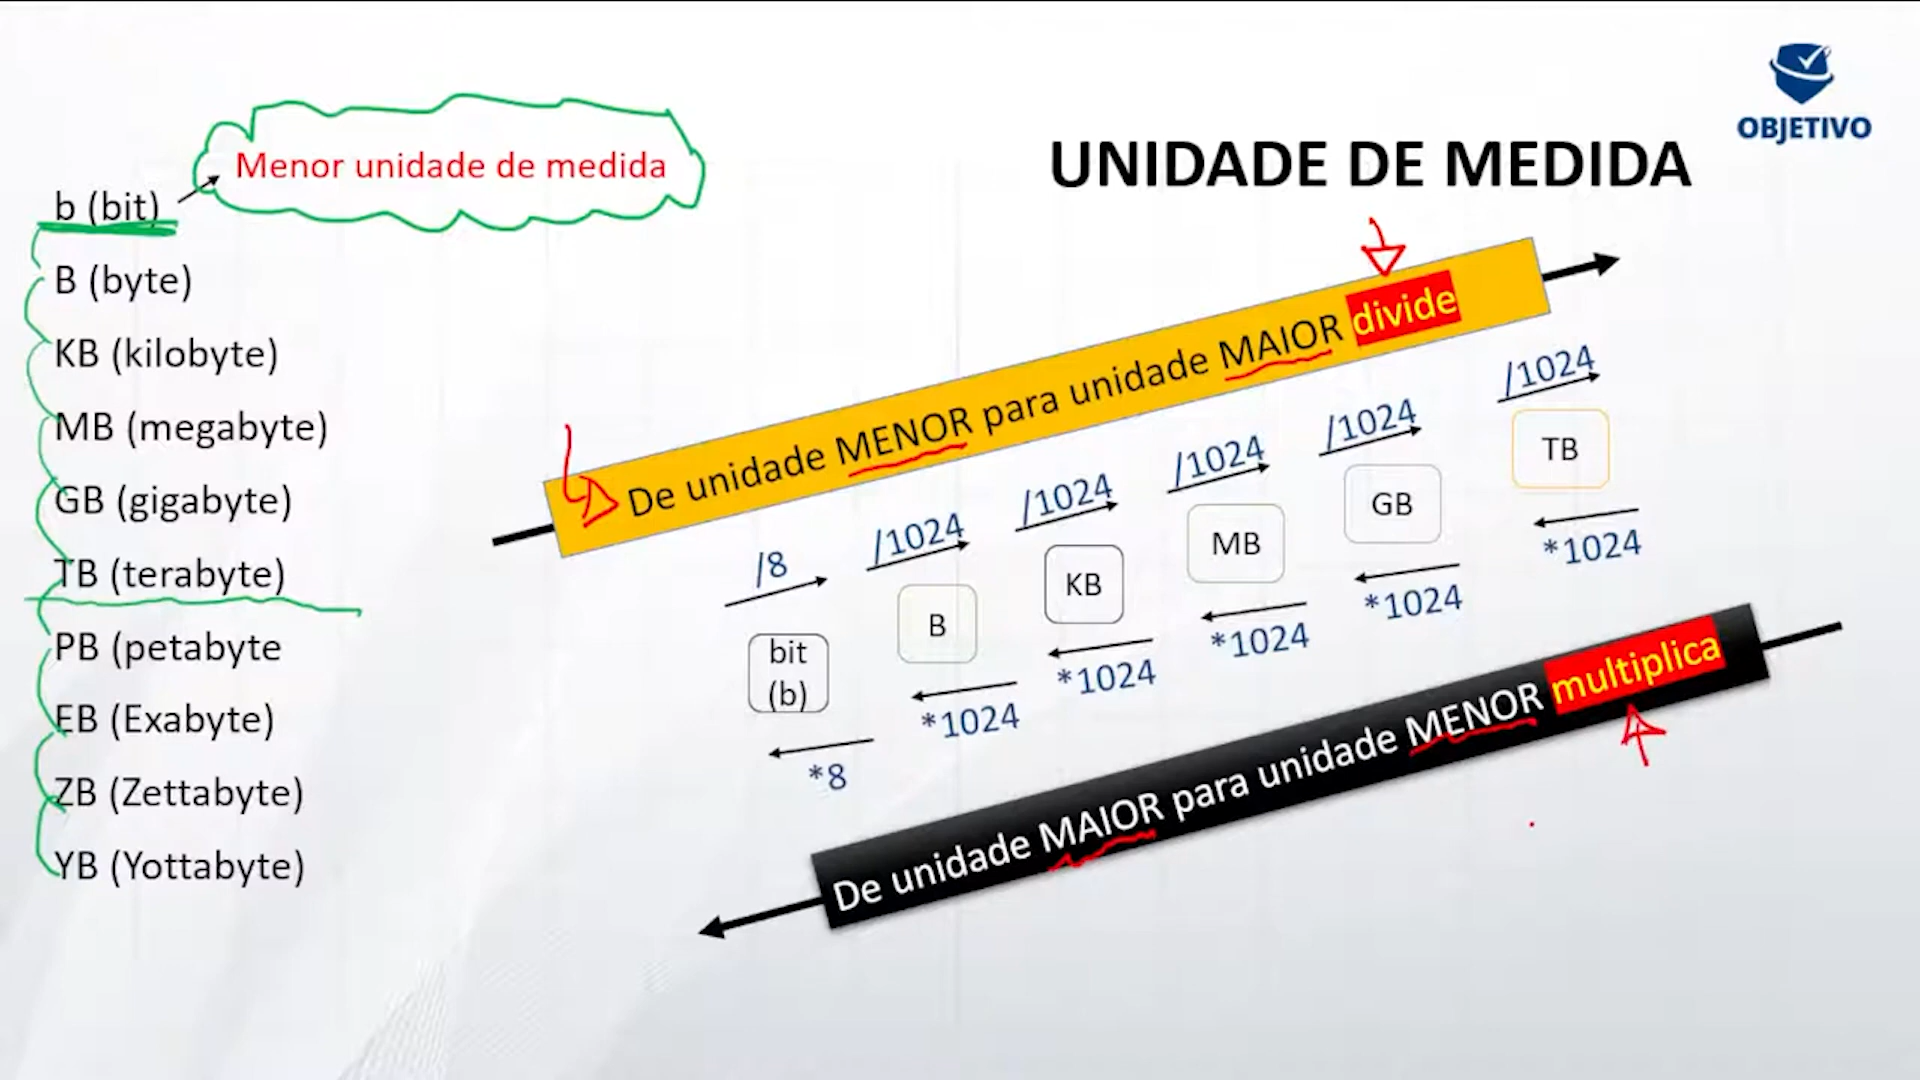 OBJETIVO
UNIDADE DE MEDIDA
Menor unidade de medida
b (bit)
B (byte)
KB (kilobyte)
MB (megabyte)
GB (gigabyte)
TB (terabyte)
PB (petabyte
EB (Exabyte)
ZB (Zettabyte)
YB (Yottabyte)
De unidade MENOR para unidade MAIOR divide
/8
/1024
/1024
/1024
/1024
/1024
bit
(b)
B
KB
MB
GB
TB
*8
*1024
*1024
*1024
*1024
*1024
De unidade MAIOR para unidade MENOR multiplica